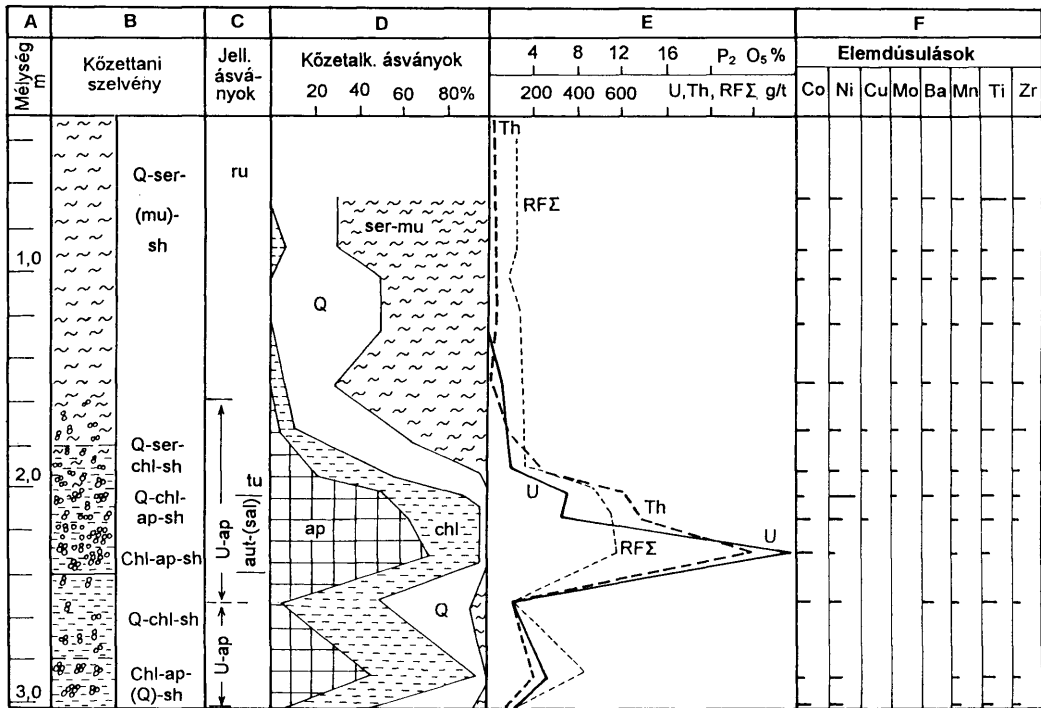 A B C D E F
Mélység m
Kőzettani szelvény
Jell. ásvá- nyok
Kőzetalk. ásványok
20 40 60 80%
4 8 12 16 P2 O5 %
200 400 600 U,Th, RFΣ g/t
Elemdúsulások
Co Ni Cu Mo Ba Mn Ti Zr
1,0
2,0
3,0
Q-ser-
(mu)-
sh
Q-ser-
chl-sh
Q-chl-
ap-sh
Chl-ap-sh
Q-chl-sh
Chl-ap-
(Q)-sh
ru
U-ap
aut-(sal) tu
U-ap
ser-mu
Q
ap
chl
Q
Th
RFΣ
U
Th
U
RFΣ